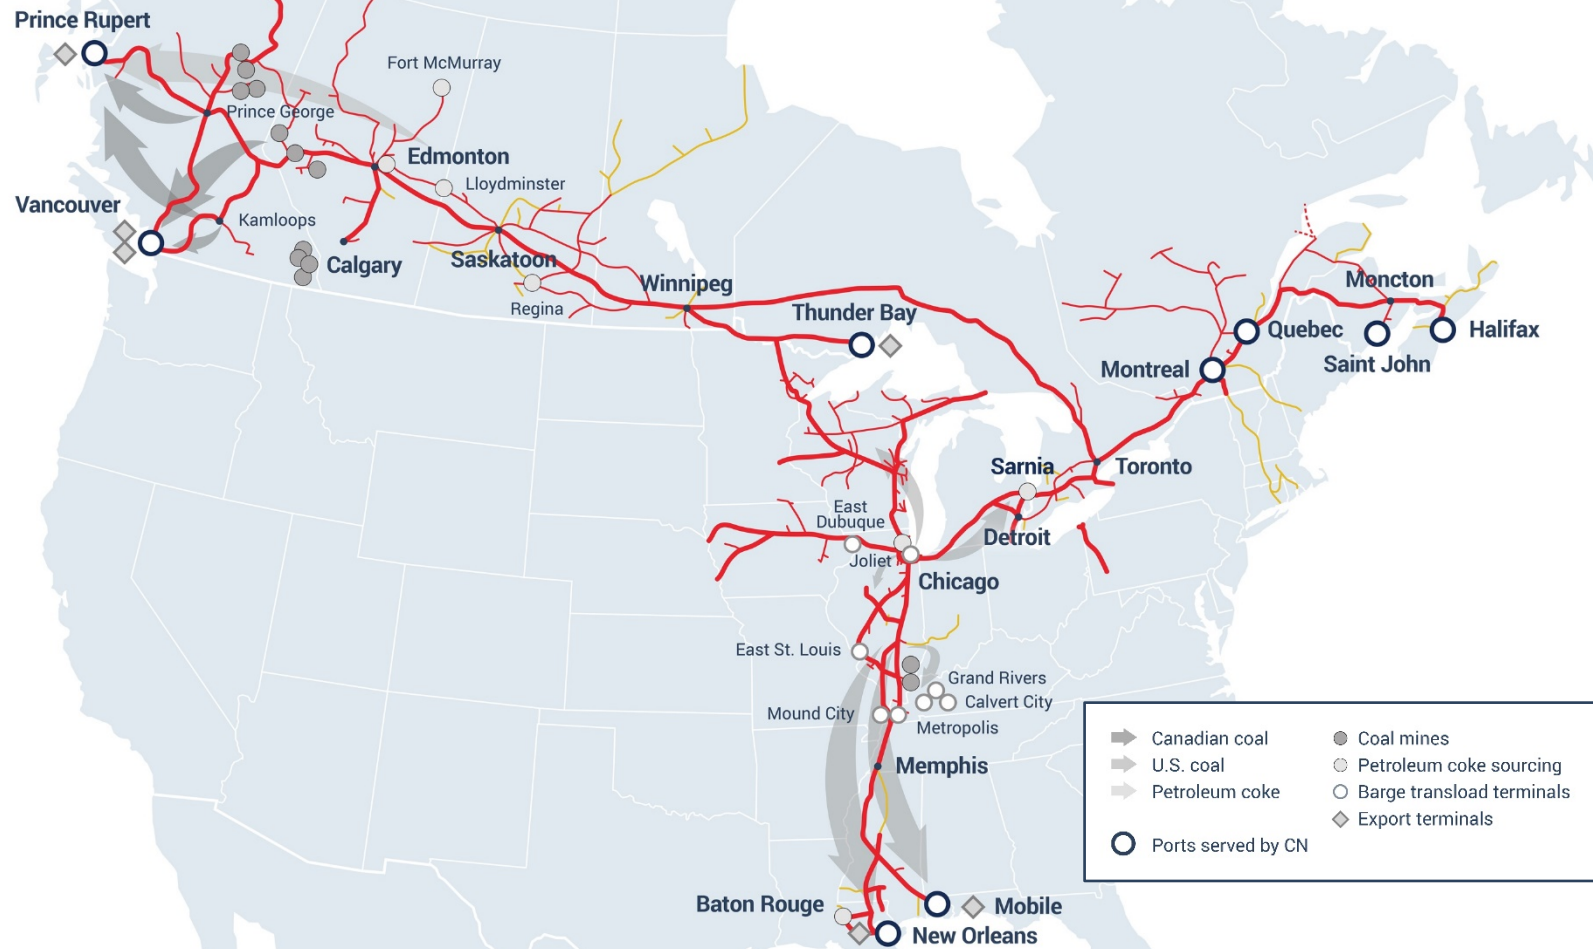 Prince Rupert
Fort McMurray
Prince George
Edmonton
Lloydminster
Vancouver
Kamloops
Calgary
Saskatoon
Regina
Winnipeg
Thunder Bay
Moncton
Quebec
Halifax
Saint John
Montreal
Toronto
Sarnia
Detroit
East
Dubuque
Joliet
Chicago
East St. Louis
Grand Rivers
Calvert City
Mound City
Metropolis
Memphis
Baton Rouge
Mobile
New Orleans
Canadian coal
U.S. coal
Petroleum coke
Ports served by CN
Coal mines
Petroleum coke sourcing
Barge transload terminals
Export terminals